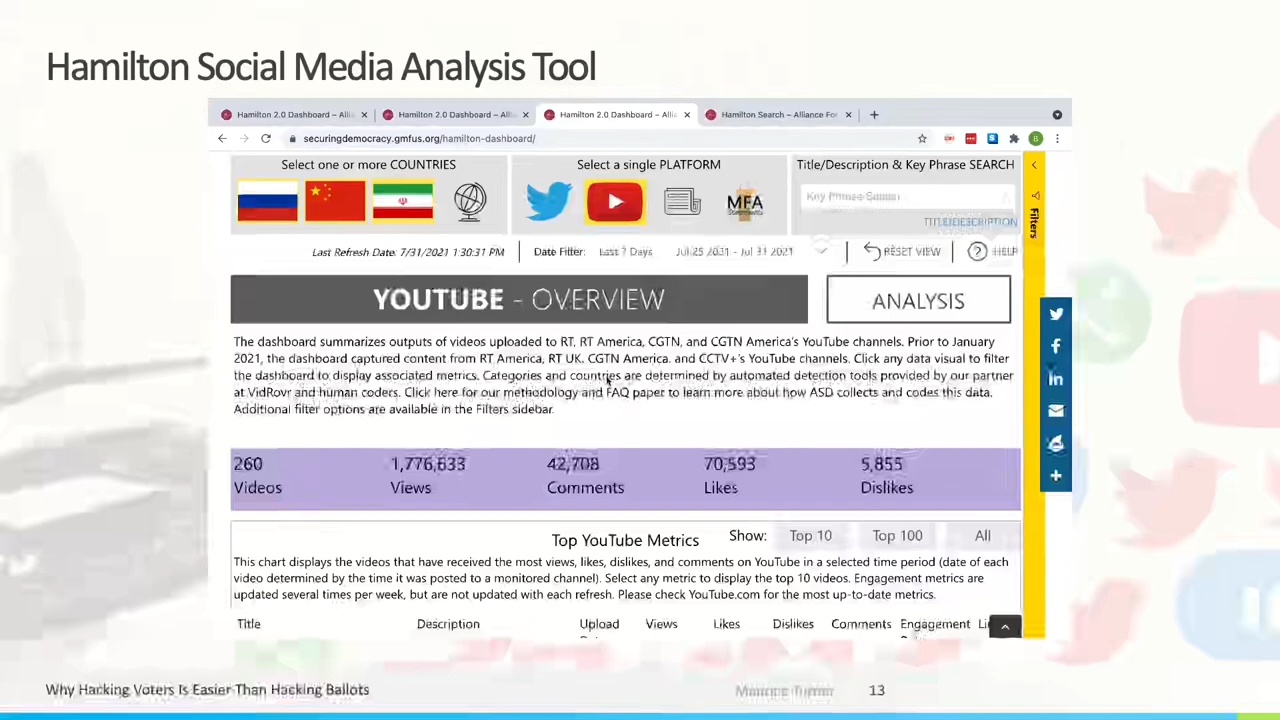 Hamilton Social Media Analysis Tool
Hamilton 2.0 Dashboard – Allia
Hamilton 2.0 Dashboard – Allia
Hamilton 2.0 Dashboard – Allia
Hamilton Search – Alliance For
securingdemocracy.gmfus.org/hamilton-dashboard/
Select one or more COUNTRIES
Select a single PLATFORM
Title/Description & Key Phrase SEARCH
MFA
Key Phrase Search
TITLE/DESCRIPTION
Filters
Last Refresh Date: 7/31/2021 1:30:31 PM
Date Filter: Last 7 Days Jul 25 2021 - Jul 31 2021
RESET VIEW
? HELP
YOUTUBE - OVERVIEW
ANALYSIS
The dashboard summarizes outputs of videos uploaded to RT, RT America, CGTN, and CGTN America's YouTube channels. Prior to January
2021, the dashboard captured content from RT America, RT UK, CGTN America, and CCTV+'s YouTube channels. Click any data visual to filter
the dashboard to display associated metrics. Categories and countries are determined by automated detection tools provided by our partner
at VidRovr and human coders. Click here for our methodology and FAQ paper to learn more about how ASD collects and codes this data.
Additional filter options are available in the Filters sidebar.
260 1,776,633 42,708 70,593 5,855
Videos Views Comments Likes Dislikes
Top YouTube Metrics
Show: Top 10 Top 100 All
This chart displays the videos that have received the most views, likes, dislikes, and comments on YouTube in a selected time period (date of each
video determined by the time it was posted to a monitored channel). Select any metric to display the top 10 videos. Engagement metrics are
updated several times per week, but are not updated with each refresh. Please check YouTube.com for the most up-to-date metrics.
Title Description Upload Views Likes Dislikes Comments Engagement
Why Hacking Voters Is Easier Than Hacking Ballots
Maurice Turner
13